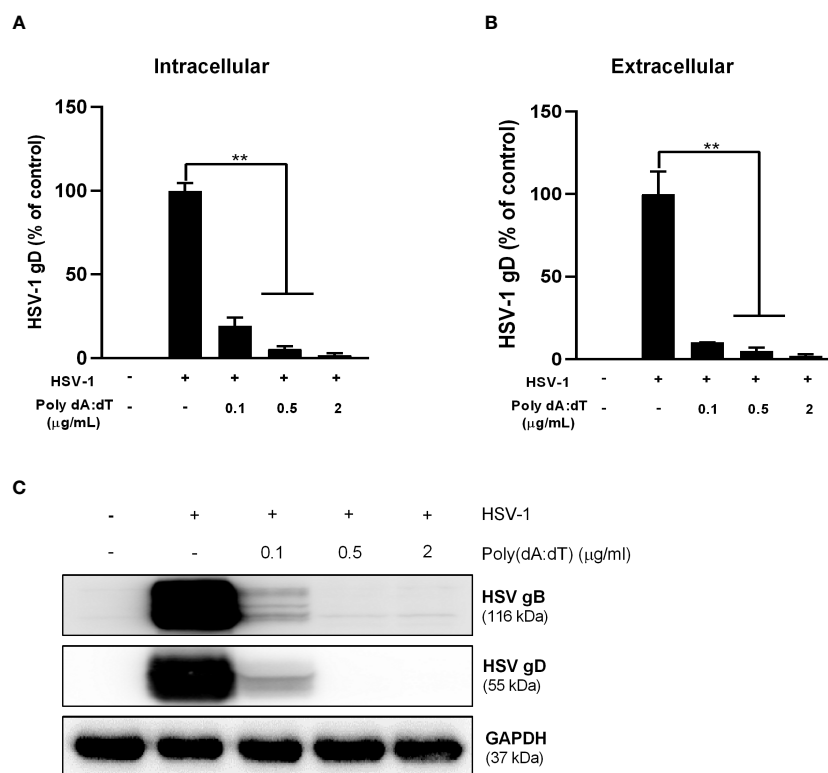 A
Intracellular
HSV-1 gD (% of control)
150
100
50
0
**
HSV-1 - + + + +
Poly dA:dT - - 0.1 0.5 2
(μg/mL)
B
Extracellular
HSV-1 gD (% of control)
150
100
50
0
**
HSV-1 - + + + +
Poly dA:dT - - 0.1 0.5 2
(μg/mL)
C
- + + + + HSV-1
- - 0.1 0.5 2 Poly(dA:dT) (μg/ml)
HSV gB
(116 kDa)
HSV gD
(55 kDa)
GAPDH
(37 kDa)